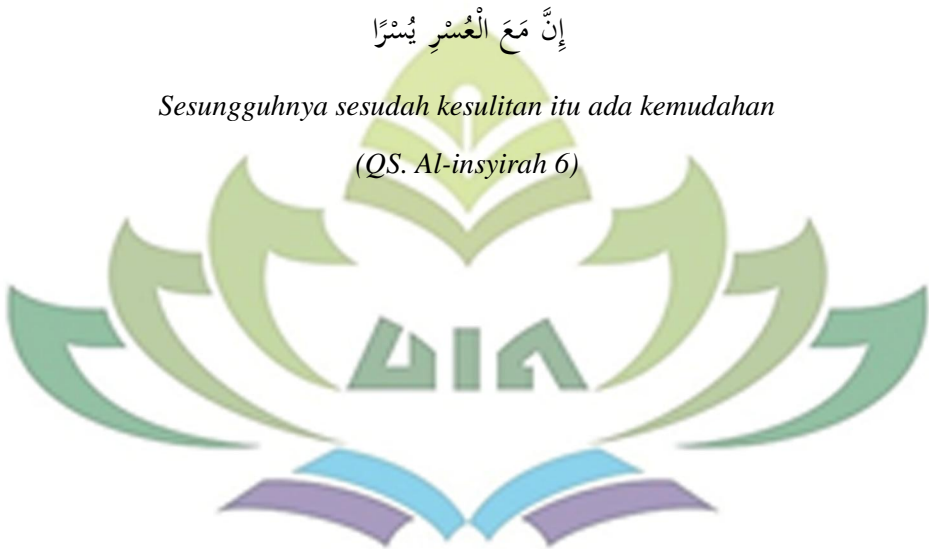 إِنَّ مَعَ الْعُسْرِ يُسْرًا
Sesungguhnya sesudah kesulitan itu ada kemudahan
(QS. Al-insyirah 6)
UIN